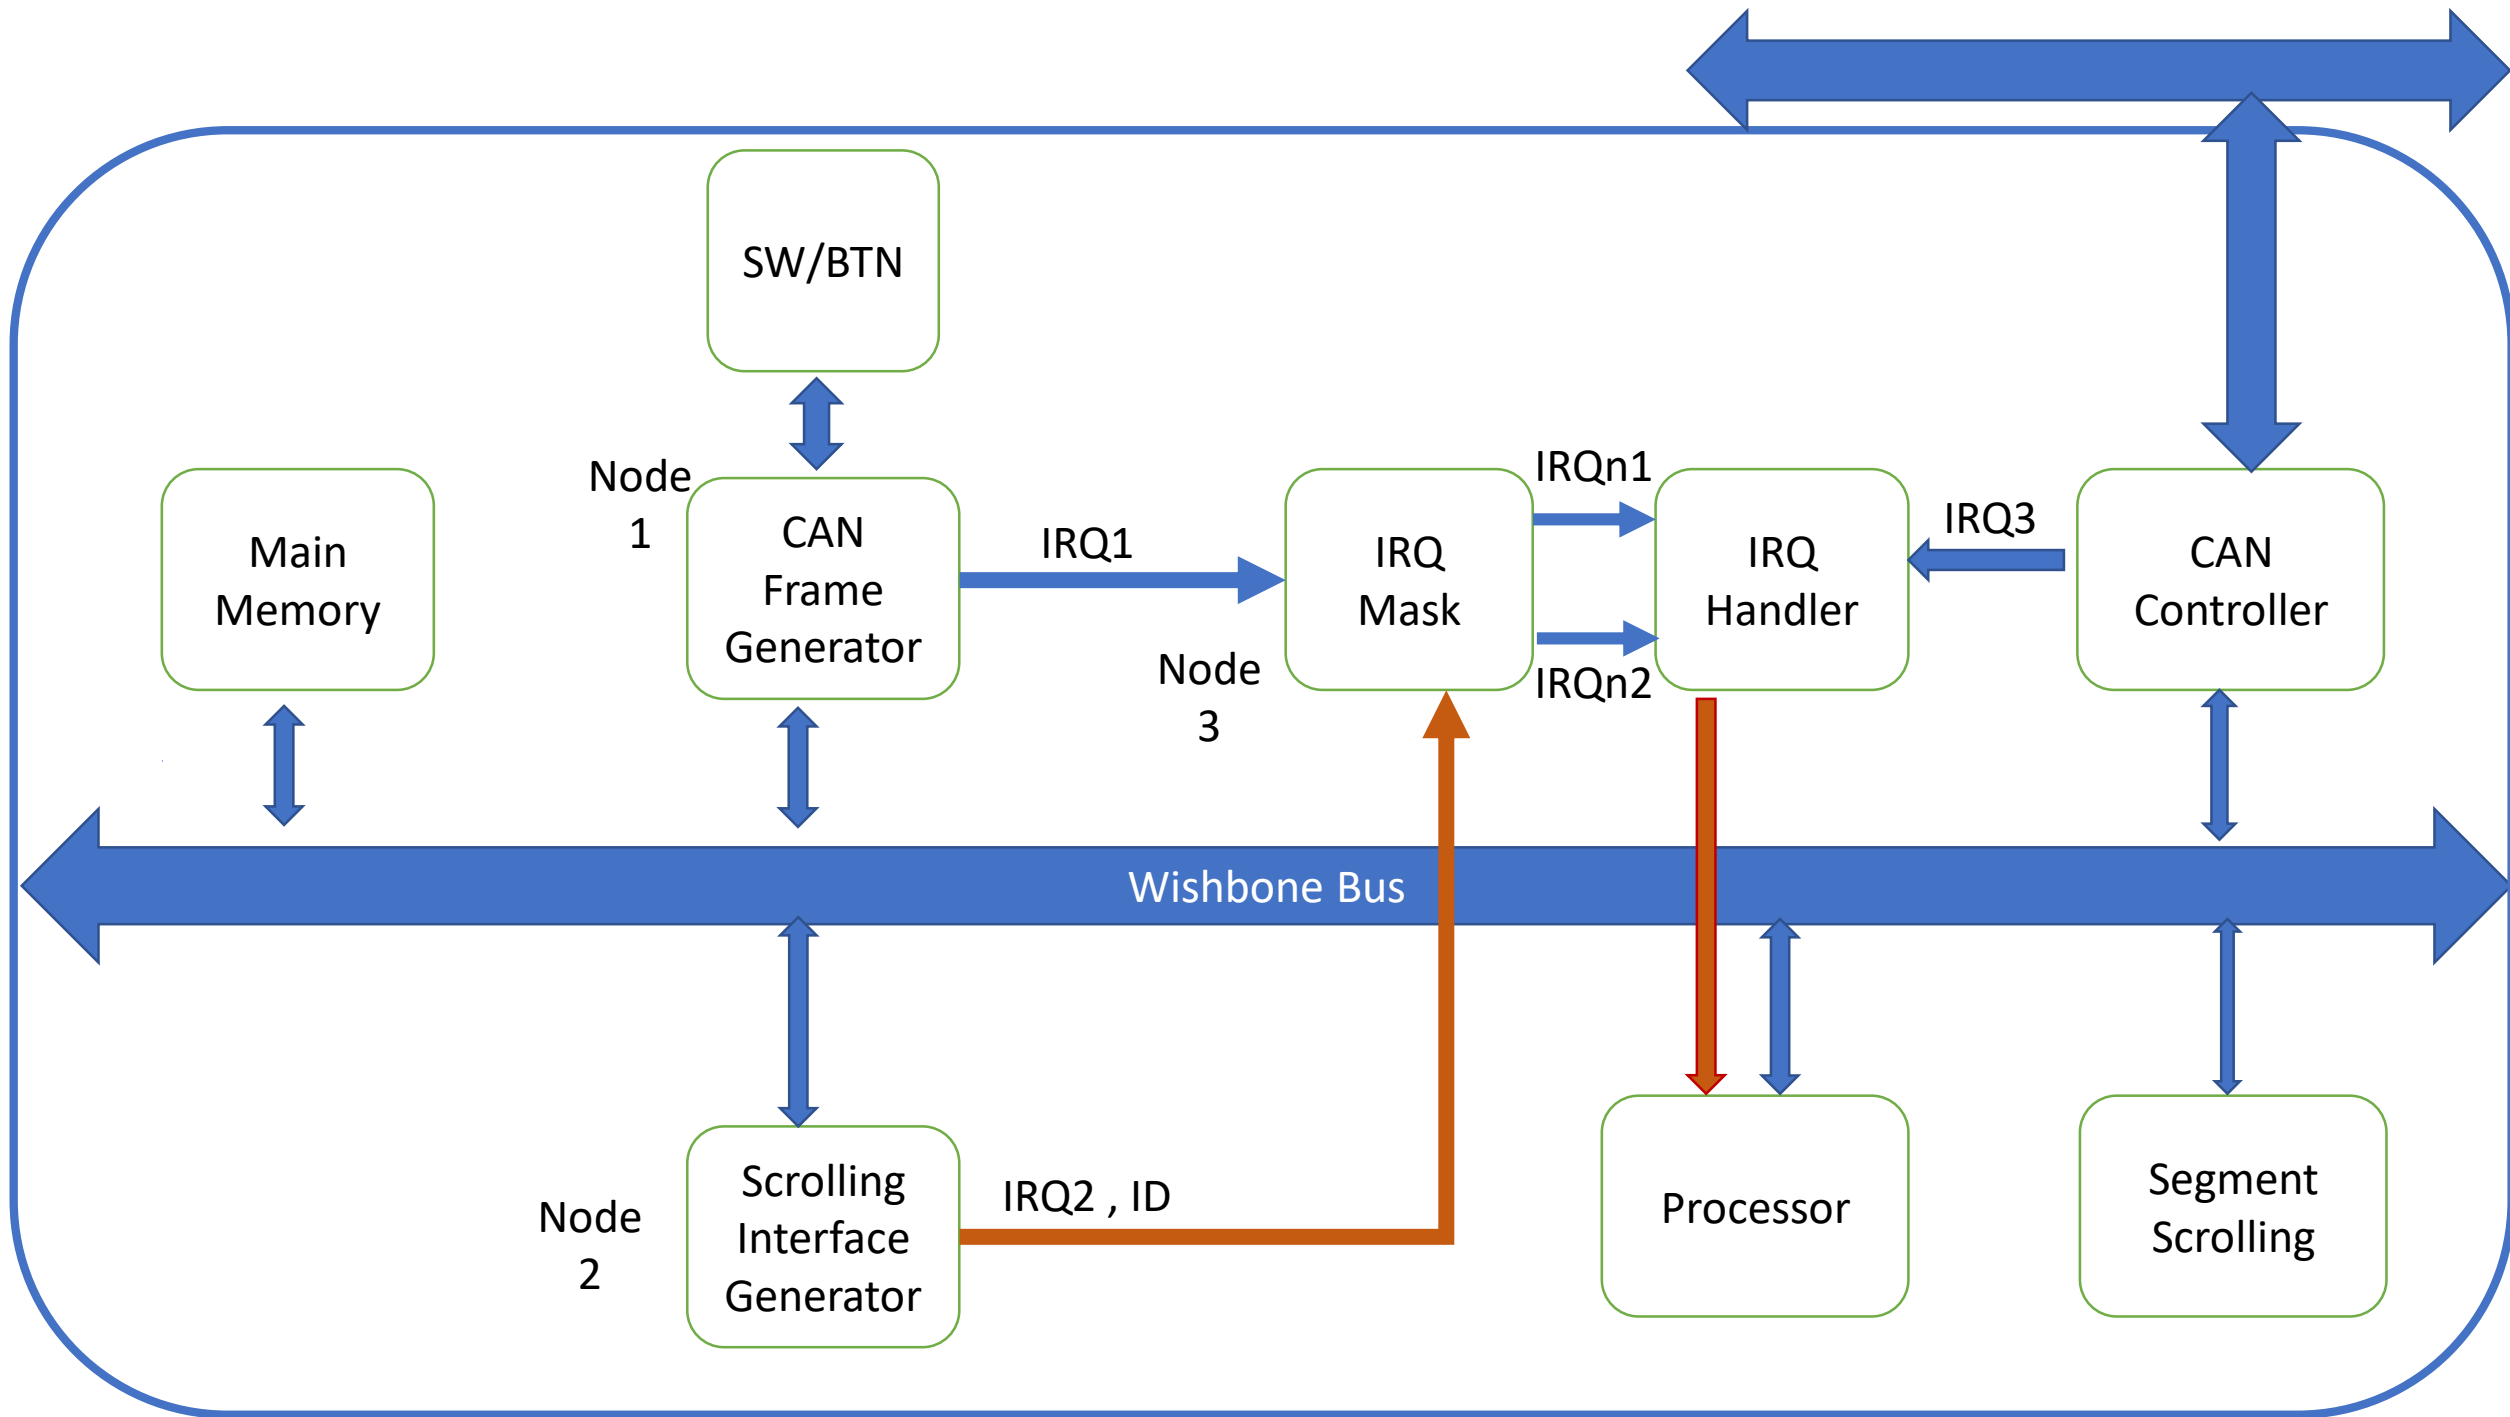 SW/BTN
Node
1
Main
Memory
CAN
Frame
Generator
IRQ1
IRQ
Mask
Node
3
IRQn1
IRQn2
IRQ
Handler
IRQ3
CAN
Controller
Wishbone Bus
Node
2
Scrolling
Interface
Generator
IRQ2 , ID
Processor
Segment
Scrolling